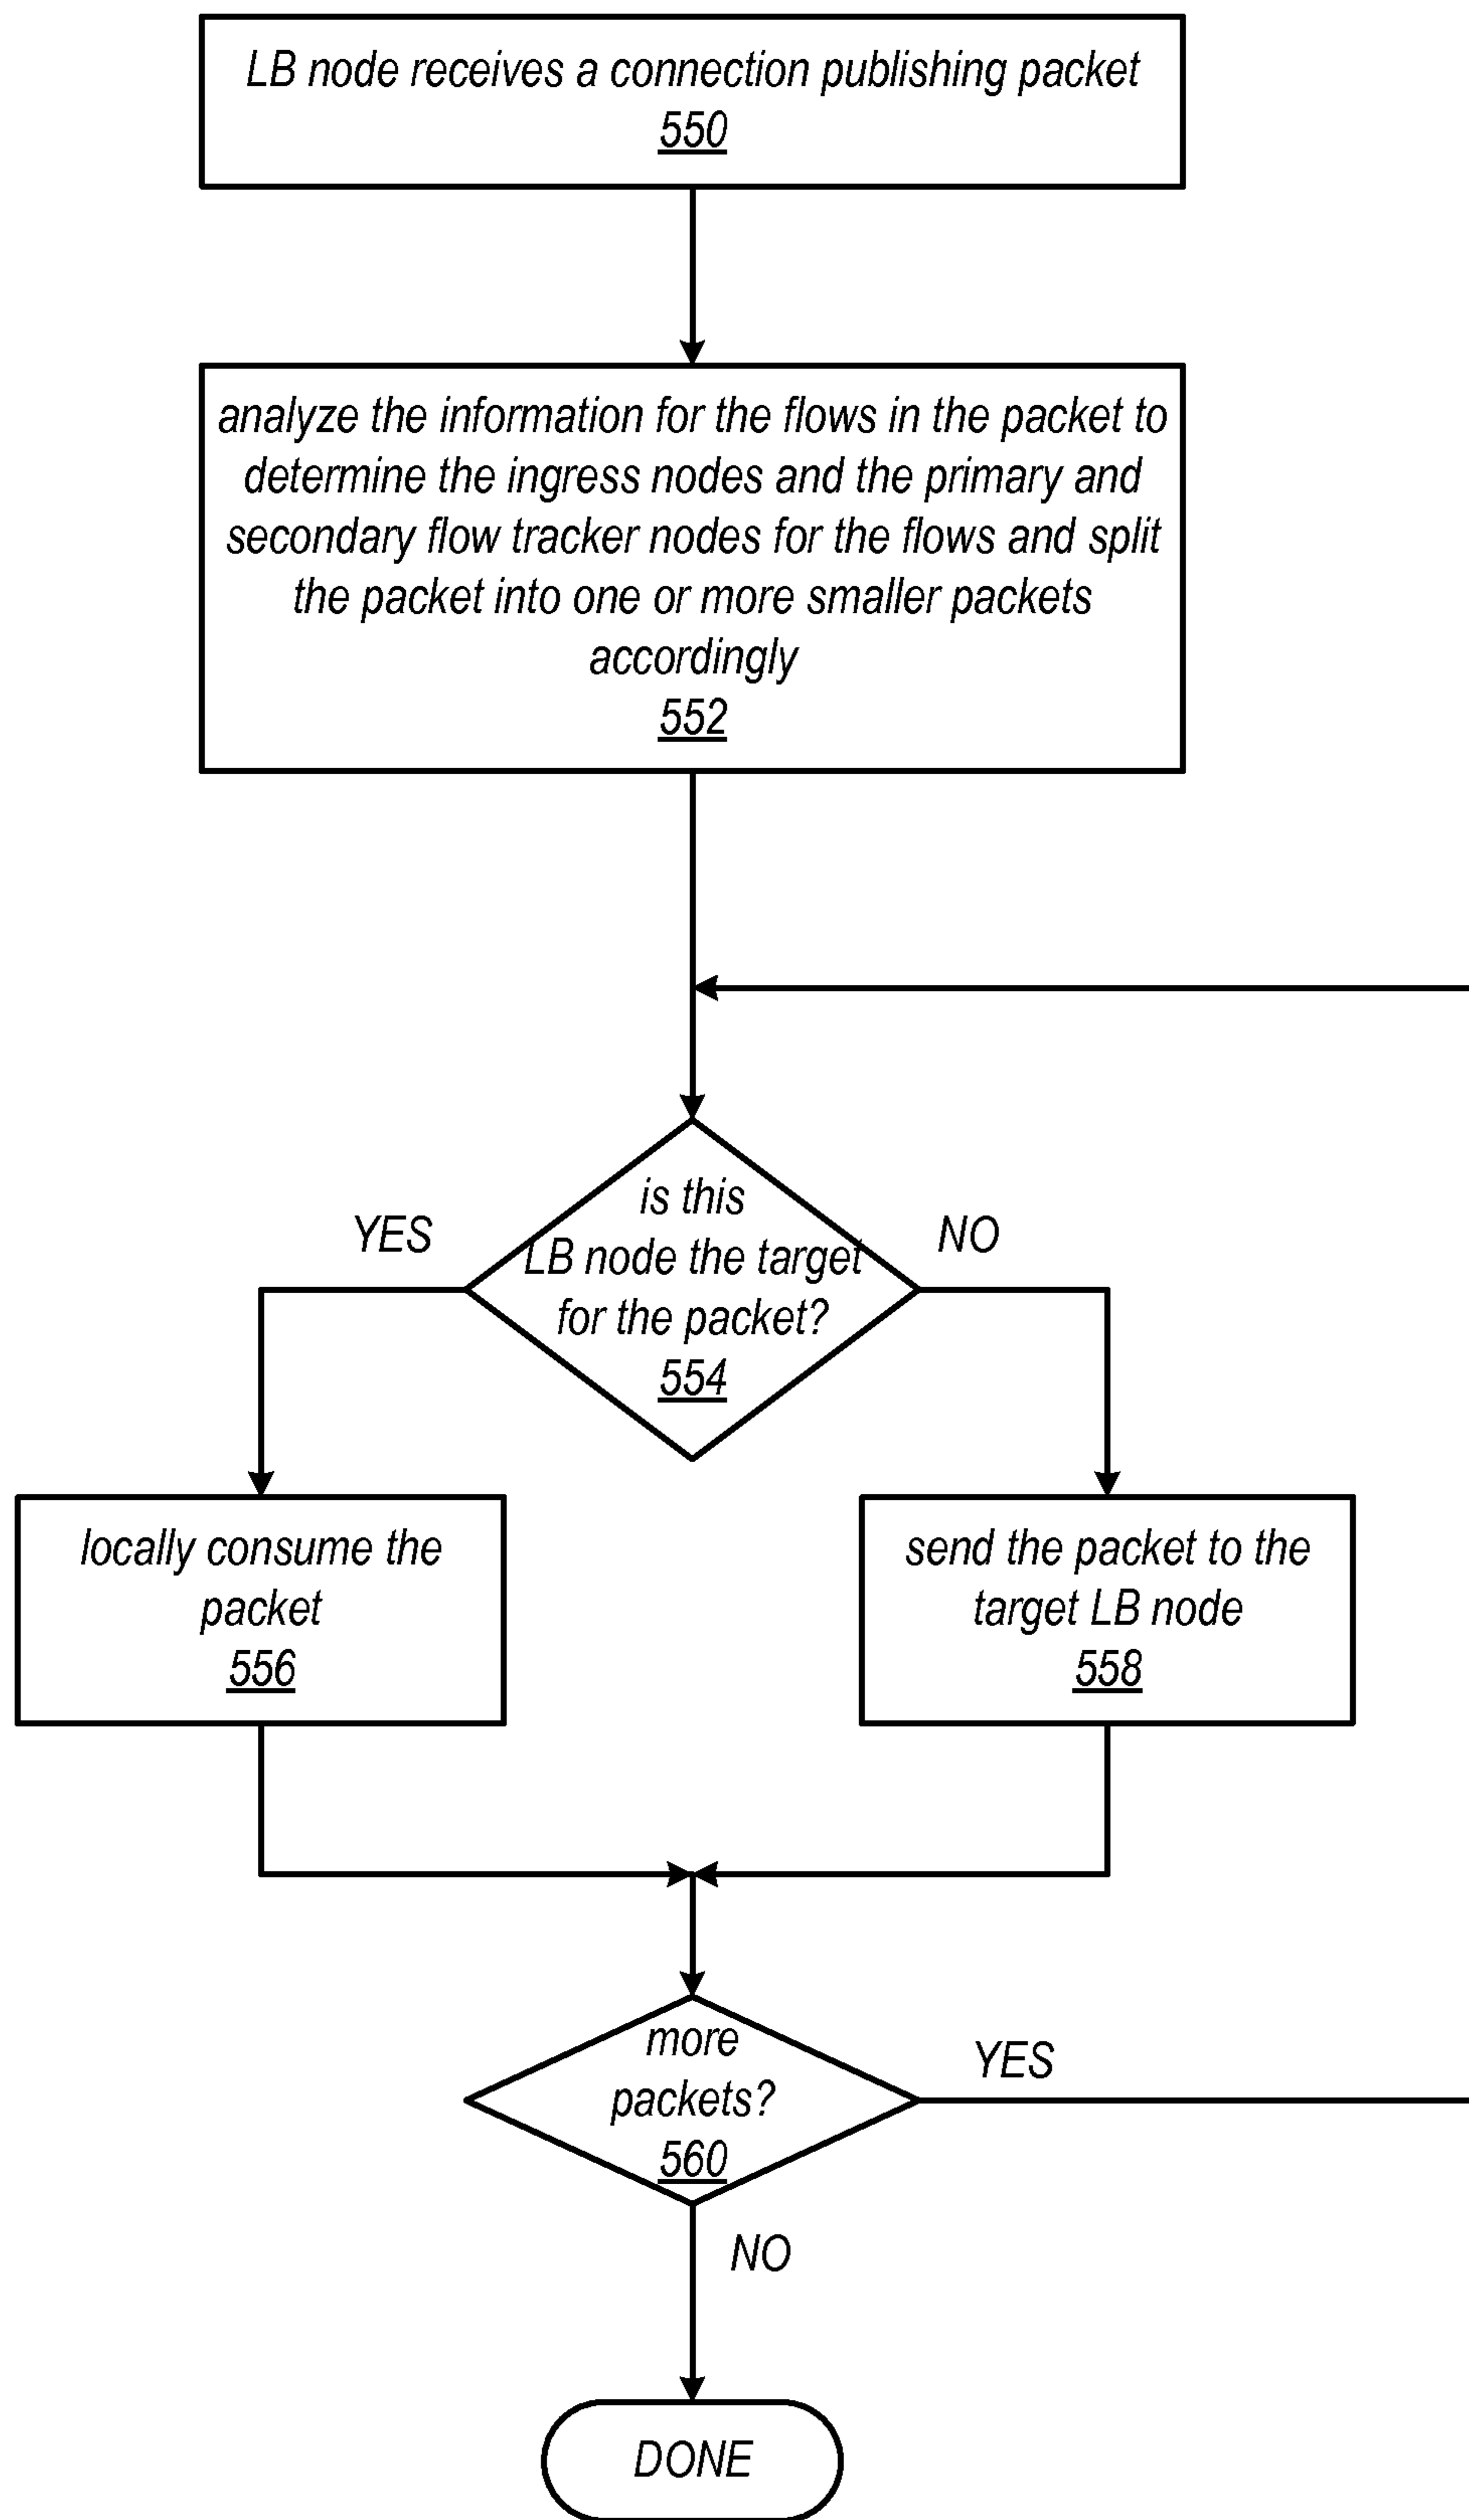 LB node receives a connection publishing packet
550
analyze the information for the flows in the packet to
determine the ingress nodes and the primary and
secondary flow tracker nodes for the flows and split
the packet into one or more smaller packets
accordingly
552
is this
LB node the target
for the packet?
554
YES
NO
locally consume the
packet
556
send the packet to the
target LB node
558
more
packets?
560
YES
NO
DONE